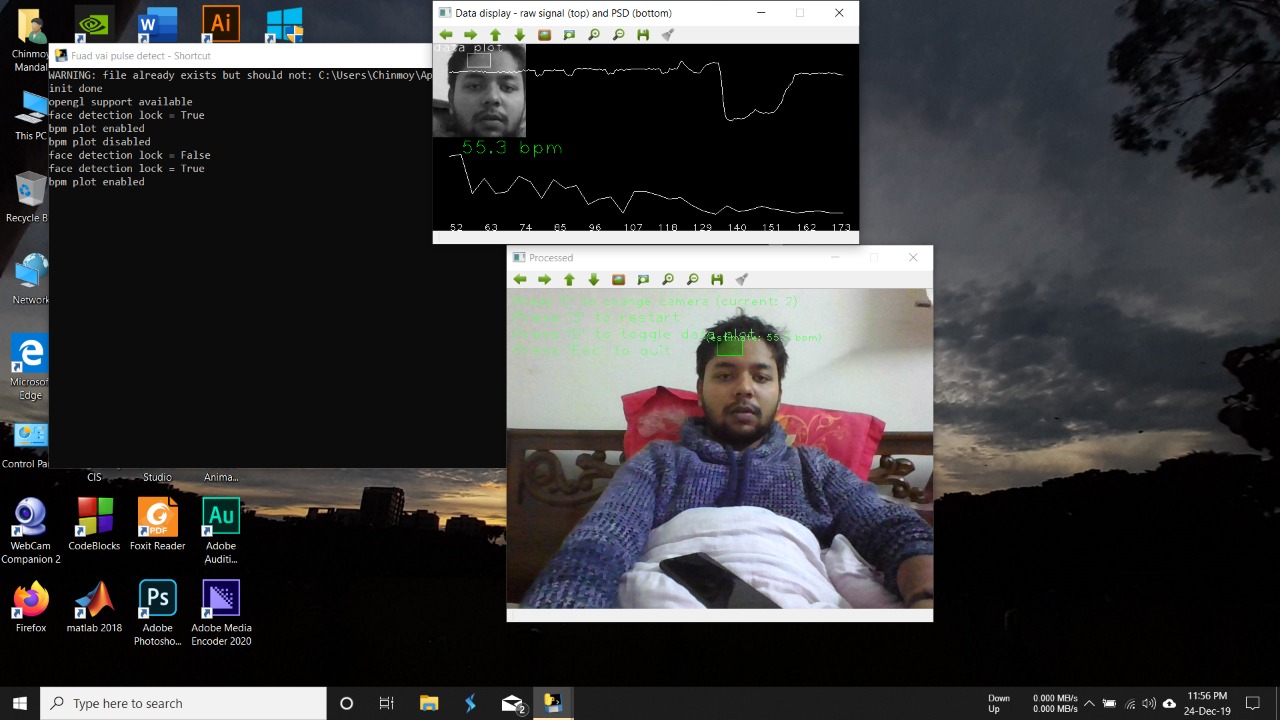 Chinmoy
Mandal
This PC
Recycle B
Network
Microsof
Edge
Control Pa
CIS
Studio
Anima...
WebCam
Companion 2
CodeBlocks
Foxit Reader
Adobe
Auditi...
Firefox
matlab 2018
Adobe
Photosho...
Adobe Media
Encoder 2020
W
Ai
PDF
Au
Ps
Fuad vai pulse detect - Shortcut
WARNING: file already exists but should not: C:\Users\Chinmoy\Ap
init done
opengl support available
face detection lock = True
bpm plot enabled
bpm plot disabled
face detection lock = False
face detection lock = True
bpm plot enabled
Data display - raw signal (top) and PSD (bottom)
data plot
55.3 bpm
52 63 74 85 96 107 118 129 140 151 162 173
Processed
Press 'C' to change camera (current: 2)
Press 'S' to restart
Press 'D' to toggle data plot
Press 'Esc' to quit
(estimate: 55.3 bpm)
Type here to search
2
Down 0.000 MB/s
Up 0.000 MB/s
11:56 PM
24-Dec-19